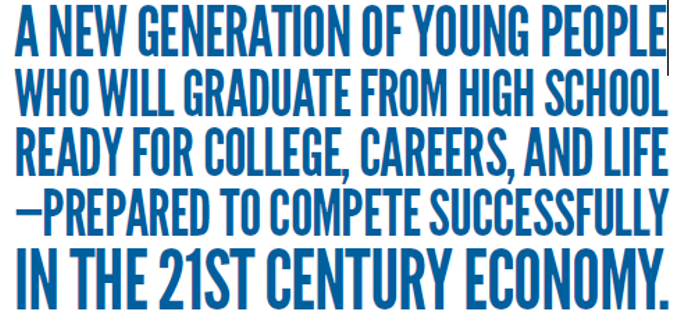 A NEW GENERATION OF YOUNG PEOPLE
WHO WILL GRADUATE FROM HIGH SCHOOL
READY FOR COLLEGE, CAREERS, AND LIFE
–PREPARED TO COMPETE SUCCESSFULLY
IN THE 21ST CENTURY ECONOMY.